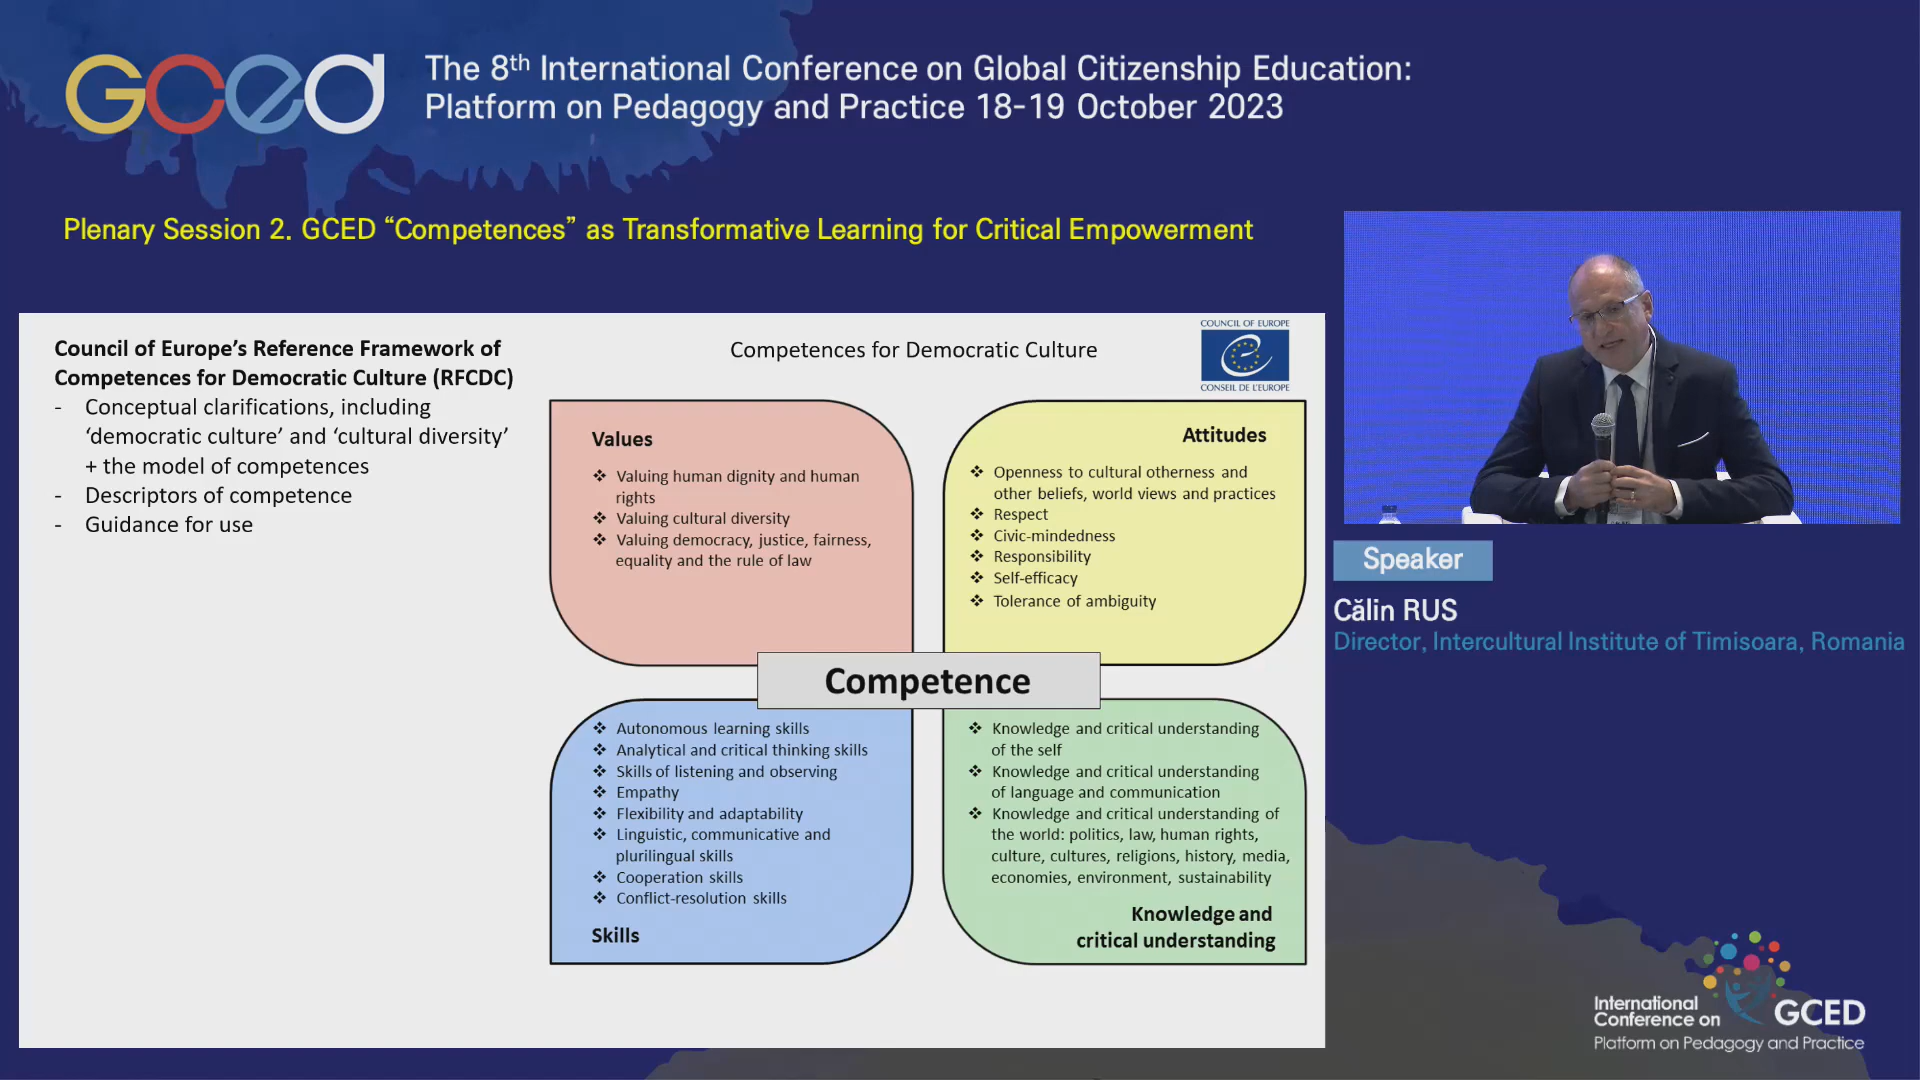 GCED
The 8th International Conference on Global Citizenship Education:
Platform on Pedagogy and Practice 18-19 October 2023
Plenary Session 2. GCED “Competences” as Transformative Learning for Critical Empowerment
Council of Europe’s Reference Framework of
Competences for Democratic Culture (RFCDC)
- Conceptual clarifications, including
‘democratic culture’ and ‘cultural diversity’
+ the model of competences
- Descriptors of competence
- Guidance for use
Competences for Democratic Culture
COUNCIL OF EUROPE
CONSEIL DE L'EUROPE
Values
❖ Valuing human dignity and human
rights
❖ Valuing cultural diversity
❖ Valuing democracy, justice, fairness,
equality and the rule of law
Attitudes
❖ Openness to cultural otherness and
other beliefs, world views and practices
❖ Respect
❖ Civic-mindedness
❖ Responsibility
❖ Self-efficacy
❖ Tolerance of ambiguity
Competence
❖ Autonomous learning skills
❖ Analytical and critical thinking skills
❖ Skills of listening and observing
❖ Empathy
❖ Flexibility and adaptability
❖ Linguistic, communicative and
plurilingual skills
❖ Cooperation skills
❖ Conflict-resolution skills
Skills
❖ Knowledge and critical understanding
of the self
❖ Knowledge and critical understanding
of language and communication
❖ Knowledge and critical understanding of
the world: politics, law, human rights,
culture, cultures, religions, history, media,
economies, environment, sustainability
Knowledge and
critical understanding
Speaker
Călin RUS
Director, Intercultural Institute of Timisoara, Romania
International
Conference on GCED
Platform on Pedagogy and Practice